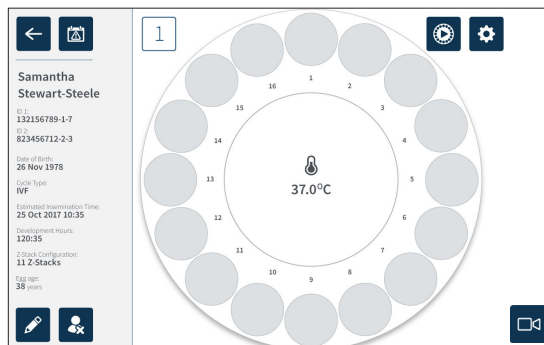 Samantha
Stewart-Steele
ID 1:
132156789-1-7
ID 2:
823456712-2-3
Date of Birth:
26 Nov 1978
Cycle Type:
IVF
Estimated Insemination Time:
25 Oct 2017 10:35
Development Hours:
120:35
Z-Stack Configuration:
11 Z-Stacks
Egg age:
38 years
1
1
2
3
4
5
6
7
8
9
10
11
12
13
14
15
16
37.0°C